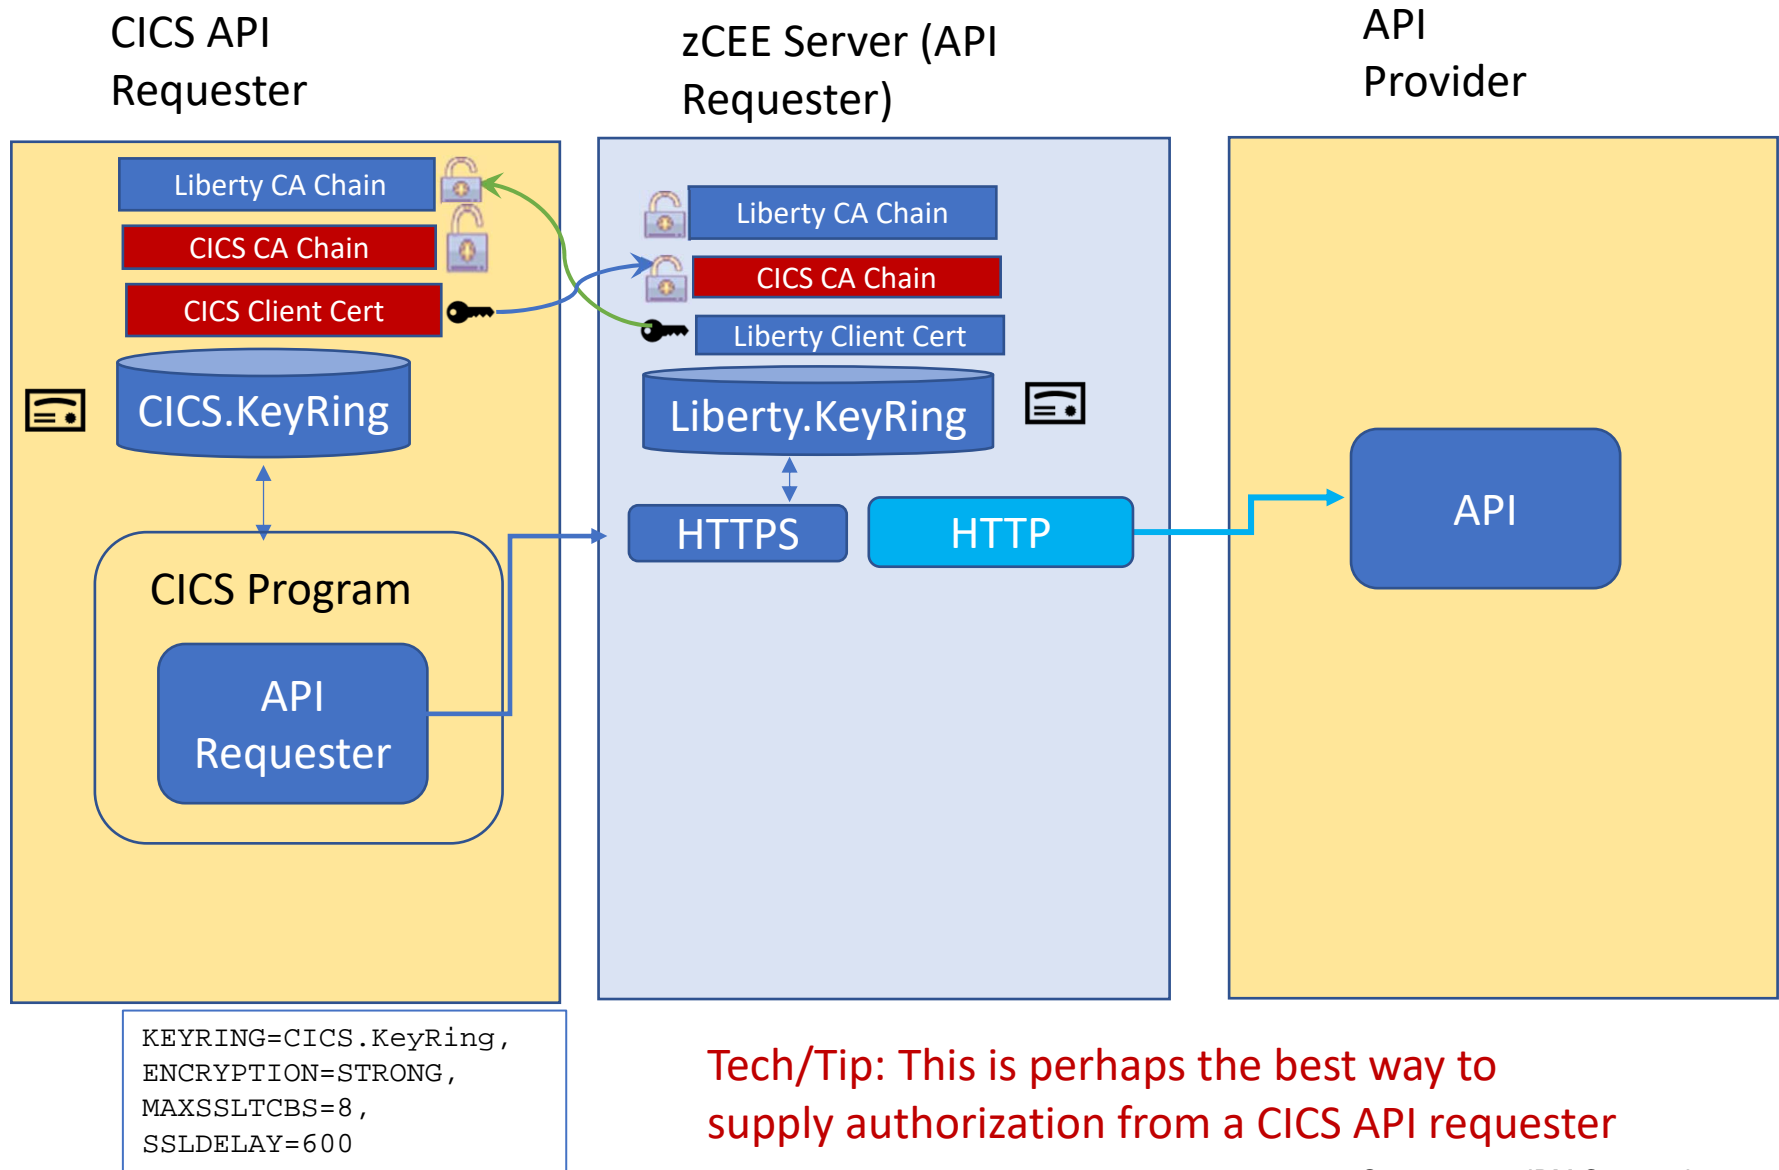 CICS API
Requester
zCEE Server (API
Requester)
API
Provider
Liberty CA Chain
CICS CA Chain
CICS Client Cert
CICS.KeyRing
CICS Program
API
Requester
Liberty CA Chain
CICS CA Chain
Liberty Client Cert
Liberty.KeyRing
HTTPS
HTTP
API
KEYRING=CICS.KeyRing,
ENCRYPTION=STRONG,
MAXSSLTCBS=8,
SSLDELAY=600
Tech/Tip: This is perhaps the best way to
supply authorization from a CICS API requester